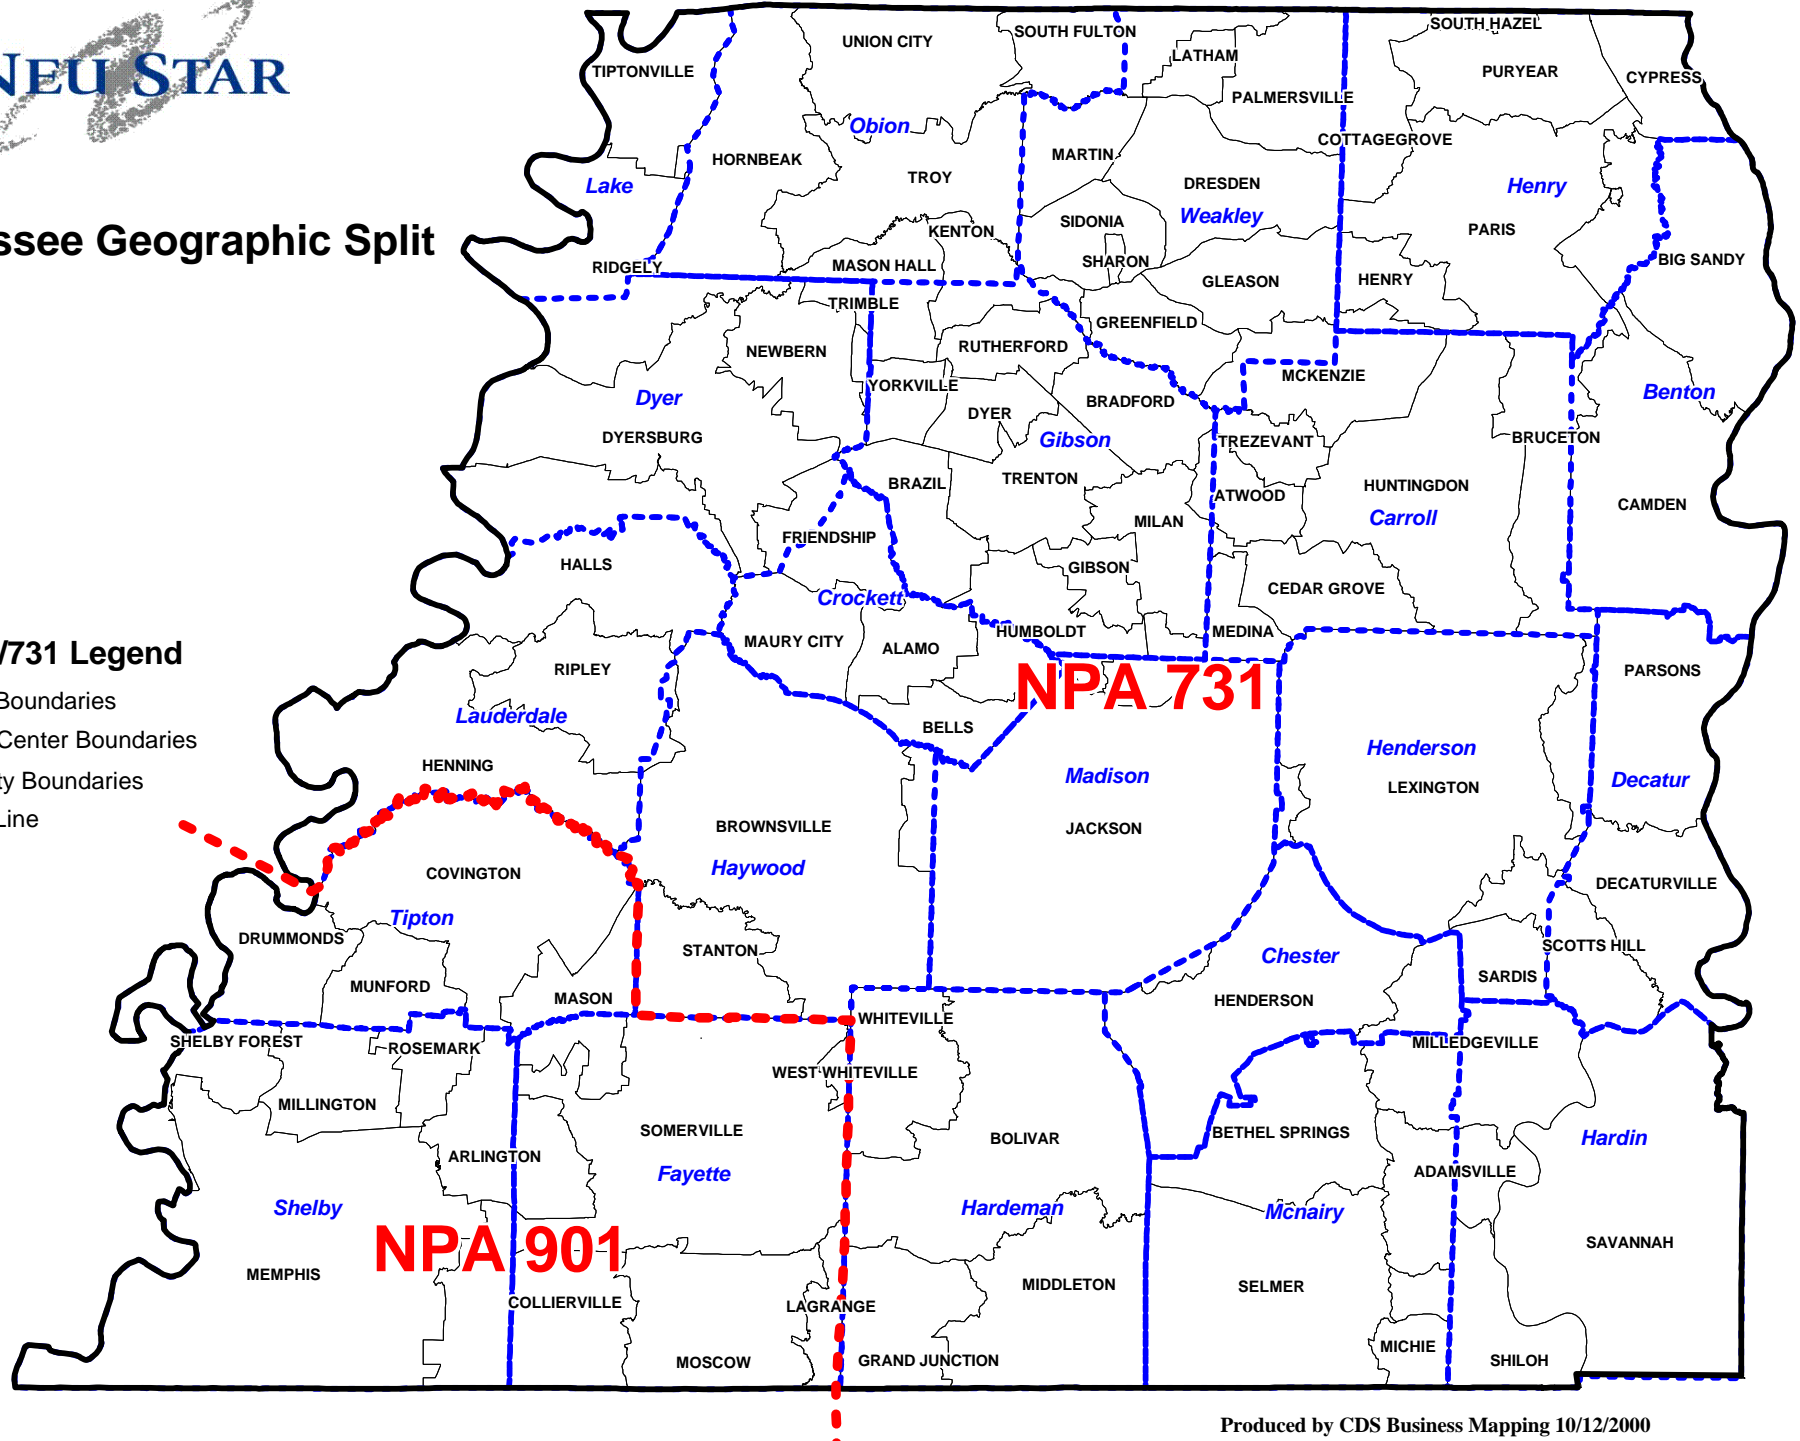 NEUSTAR
ssee Geographic Split
/731 Legend
Boundaries
Center Boundaries
ty Boundaries
Line
TIPTONVILLE
UNION CITY
SOUTH FULTON
LATHAM
SOUTH HAZEL
PURYEAR
CYPRESS
PALMERSVILLE
Obion
COTTAGEGROVE
HORNBEAK
MARTIN
TROY
Lake
DRESDEN
Henry
Weakley
SIDONIA
KENTON
PARIS
RIDGELY
MASON HALL
SHARON
BIG SANDY
GLEASON
HENRY
TRIMBLE
GREENFIELD
NEWBERN
RUTHERFORD
YORKVILLE
MCKENZIE
Dyer
BRADFORD
Benton
DYER
DYERSBURG
Gibson
TREZEVANT
BRUCETON
BRAZIL
TRENTON
ATWOOD
HUNTINGDON
CAMDEN
MILAN
Carroll
FRIENDSHIP
HALLS
GIBSON
CEDAR GROVE
Crockett
MAURY CITY
ALAMO
HUMBOLDT
MEDINA
RIPLEY
NPA 731
PARSONS
Lauderdale
BELLS
Henderson
HENNING
Madison
LEXINGTON
Decatur
BROWNSVILLE
JACKSON
COVINGTON
Haywood
DECATURVILLE
Tipton
DRUMMONDS
STANTON
SCOTTS HILL
Chester
SARDIS
MUNFORD
MASON
HENDERSON
WHITEVILLE
SHELBY FOREST
ROSEMARK
MILLEDGEVILLE
WEST WHITEVILLE
MILLINGTON
SOMERVILLE
BOLIVAR
BETHEL SPRINGS
Hardin
ARLINGTON
ADAMSVILLE
Fayette
Shelby
Hardeman
Mcnairy
NPA 901
SAVANNAH
MEMPHIS
MIDDLETON
SELMER
COLLIERVILLE
LAGRANGE
MICHIE
MOSCOW
GRAND JUNCTION
SHILOH
Produced by CDS Business Mapping 10/12/2000